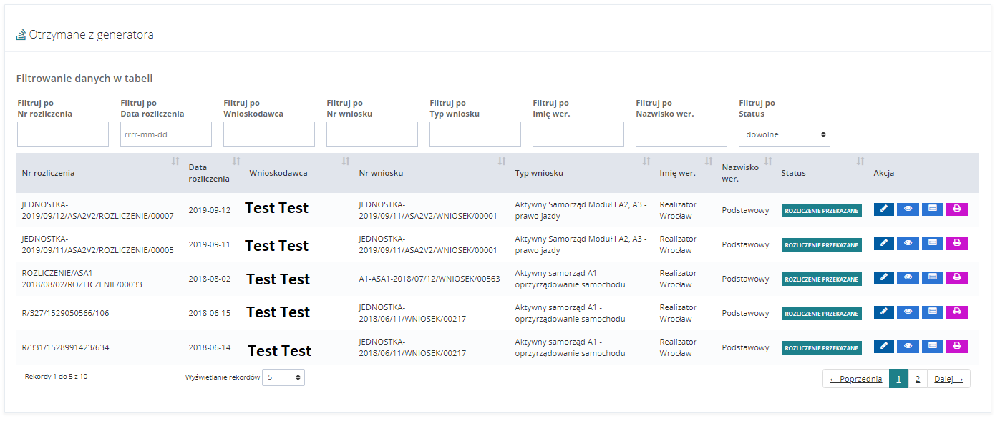 Otrzymane z generatora
Filtrowanie danych w tabeli
Filtruj po
Nr rozliczenia
Filtruj po
Data rozliczenia
Filtruj po
Wnioskodawca
Filtruj po
Nr wniosku
Filtruj po
Typ wniosku
Filtruj po
Imię wer.
Filtruj po
Nazwisko wer.
Filtruj po
Status
rrrr-mm-dd
dowolne
Nr rozliczenia
Data
rozliczenia
Wnioskodawca
Nr wniosku
Typ wniosku
Imię wer.
Nazwisko
wer.
Status
Akcja
JEDNOSTKA-
2019/09/12/ASA2V2/ROZLICZENIE/00007
2019-09-12
Test Test
JEDNOSTKA-
2019/09/11/ASA2V2/WNIOSEK/00001
Aktywny Samorząd Moduł I A2, A3 -
prawo jazdy
Realizator
Wrocław
Podstawowy
ROZLICZENIE PRZEKAZANE
JEDNOSTKA-
2019/09/11/ASA2V2/ROZLICZENIE/00005
2019-09-11
Test Test
JEDNOSTKA-
2019/09/11/ASA2V2/WNIOSEK/00001
Aktywny Samorząd Moduł I A2, A3 -
prawo jazdy
Realizator
Wrocław
Podstawowy
ROZLICZENIE PRZEKAZANE
ROZLICZENIE/ASA1-
2018/08/02/ROZLICZENIE/00033
2018-08-02
Test Test
A1-ASA1-2018/07/12/WNIOSEK/00563
Aktywny samorząd A1 -
oprzyrządowanie samochodu
Realizator
Wrocław
Podstawowy
ROZLICZENIE PRZEKAZANE
R/327/1529050566/106
2018-06-15
Test Test
JEDNOSTKA-
2018/06/11/WNIOSEK/00217
Aktywny samorząd A1 -
oprzyrządowanie samochodu
Realizator
Wrocław
Podstawowy
ROZLICZENIE PRZEKAZANE
R/331/1528991423/634
2018-06-14
Test Test
JEDNOSTKA-
2018/06/11/WNIOSEK/00217
Aktywny samorząd A1 -
oprzyrządowanie samochodu
Realizator
Wrocław
Podstawowy
ROZLICZENIE PRZEKAZANE
Rekordy 1 do 5 z 10
Wyświetlanie rekordów 5
← Poprzednia 1 2 Dalej →